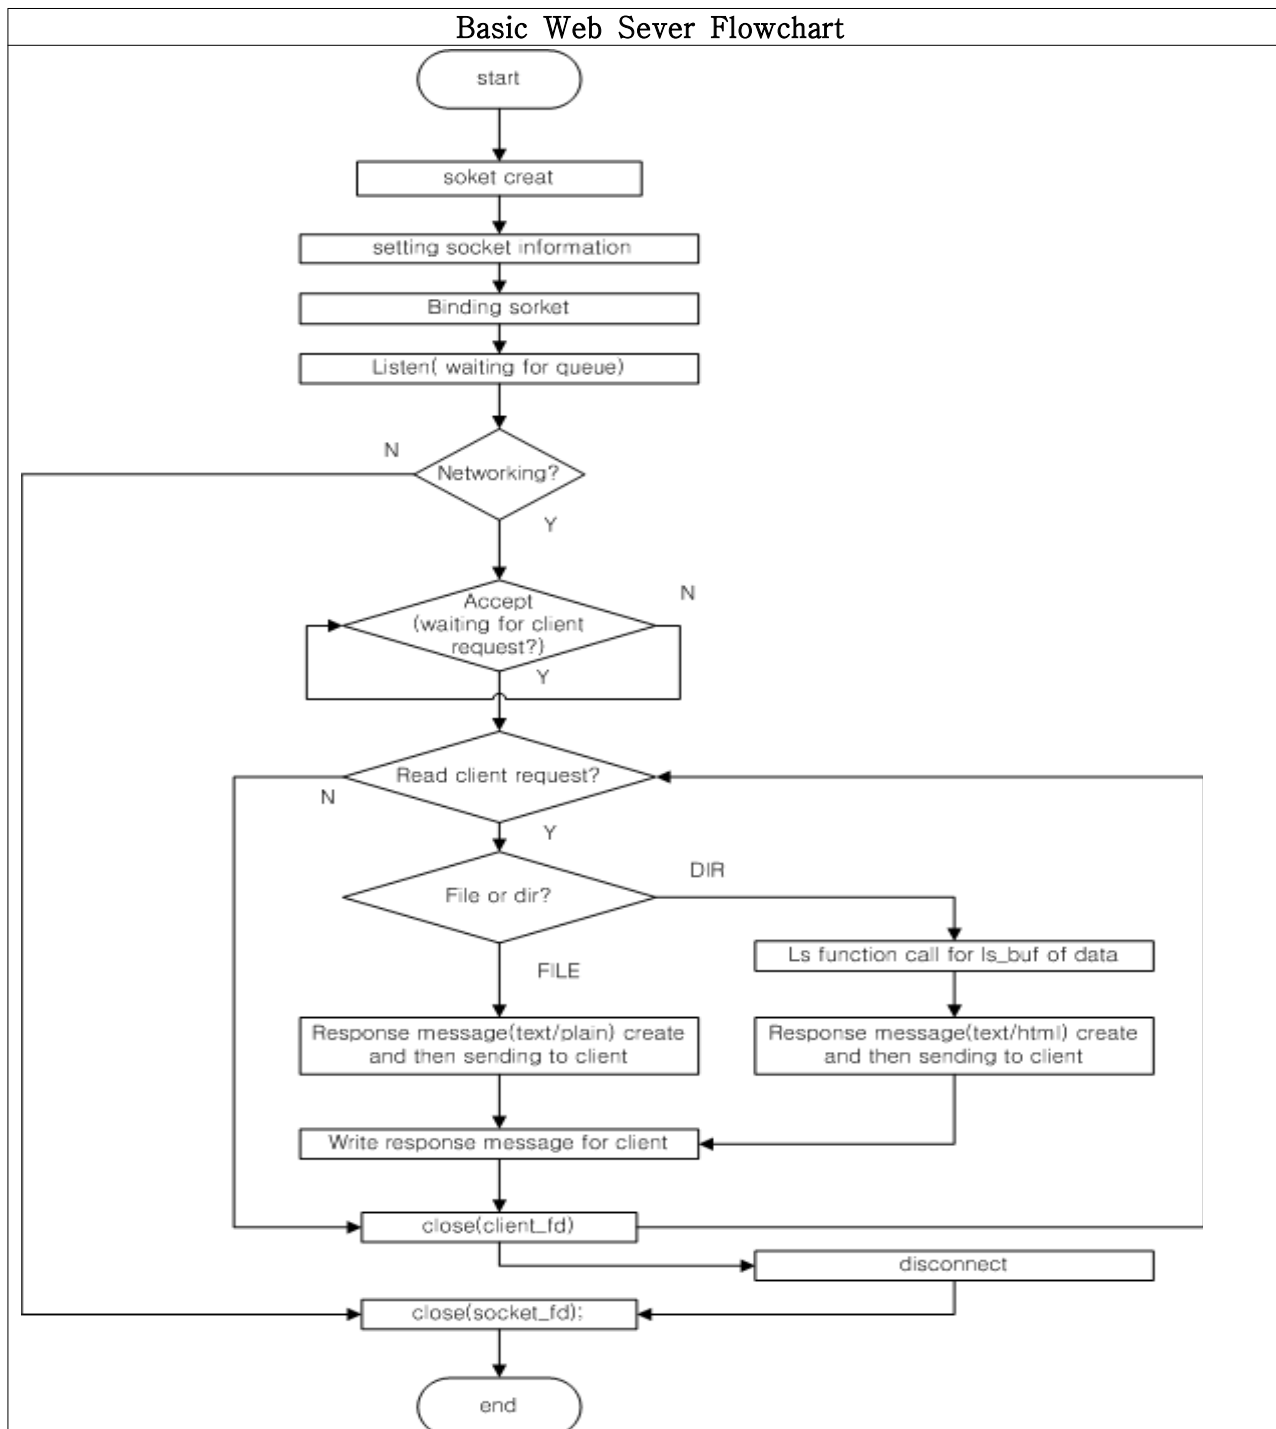 Basic Web Sever Flowchart
start
soket creat
setting socket information
Binding sorket
Listen( waiting for queue)
N
Networking?
Y
Accept
(waiting for client
request?)
N
Y
Read client request?
N
Y
File or dir?
DIR
FILE
Ls function call for ls_buf of data
Response message(text/plain) create
and then sending to client
Response message(text/html) create
and then sending to client
Write response message for client
close(client_fd)
disconnect
close(socket_fd);
end